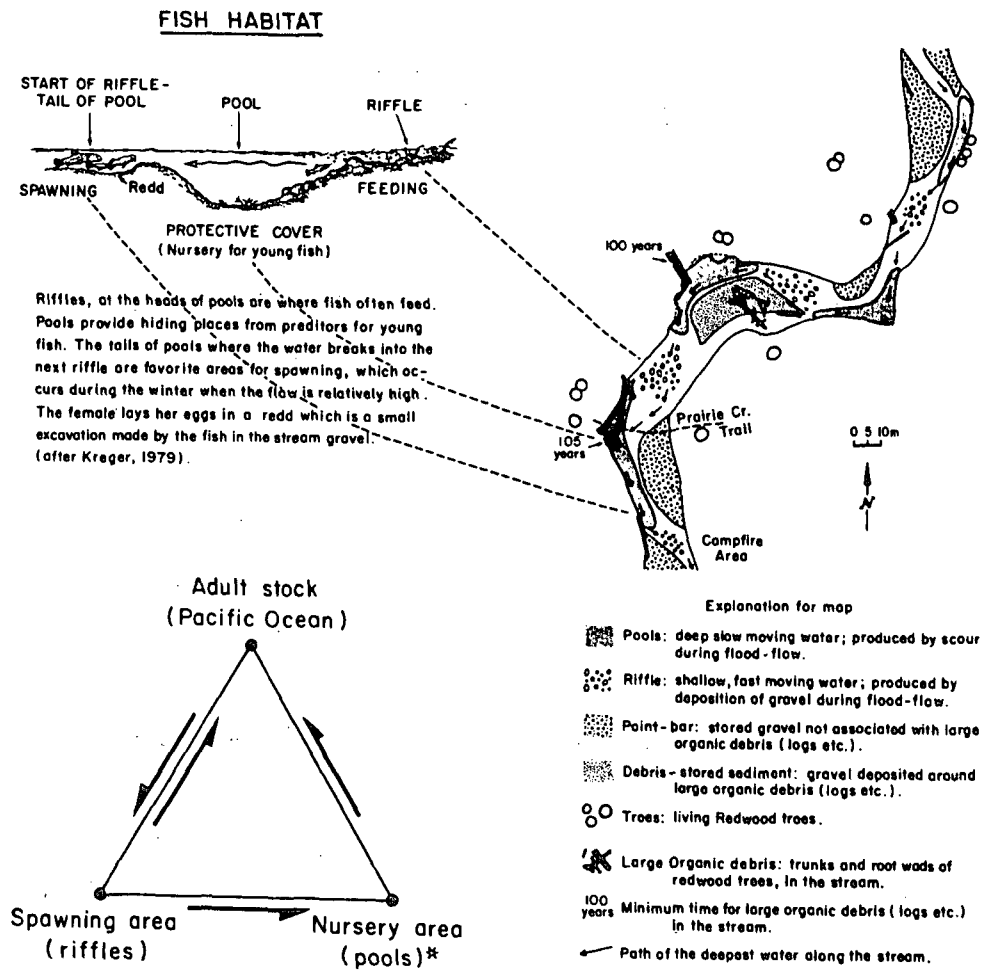 FISH HABITAT
START OF RIFFLE-
TAIL OF POOL
POOL
RIFFLE
SPAWNING
Redd
FEEDING
PROTECTIVE COVER
(Nursery for young fish)
Riffles, at the heads of pools are where fish often feed.
Pools provide hiding places from preditors for young
fish. The tails of pools where the water breaks into the
next riffle are favorite areas for spawning, which oc-
curs during the winter when the flow is relatively high.
The female lays her eggs in a redd which is a small
excavation made by the fish in the stream gravel.
(after Kreger, 1979).
100 years
Prairie Cr.
Trail
105
years
0 5 10m
N
Campfire
Area
Adult stock
(Pacific Ocean)
Spawning area
(riffles)
Nursery area
(pools)*
Explanation for map
Pools: deep slow moving water; produced by scour
during flood-flow.
Riffle: shallow, fast moving water; produced by
deposition of gravel during flood-flow.
Point-bar: stored gravel not associated with large
organic debris (logs etc.).
Debris-stored sediment: gravel deposited around
large organic debris (logs etc.).
Trees: living Redwood trees.
Large Organic debris: trunks and root wads of
redwood trees, in the stream.
100
years
Minimum time for large organic debris (logs etc.)
in the stream.
Path of the deepest water along the stream.